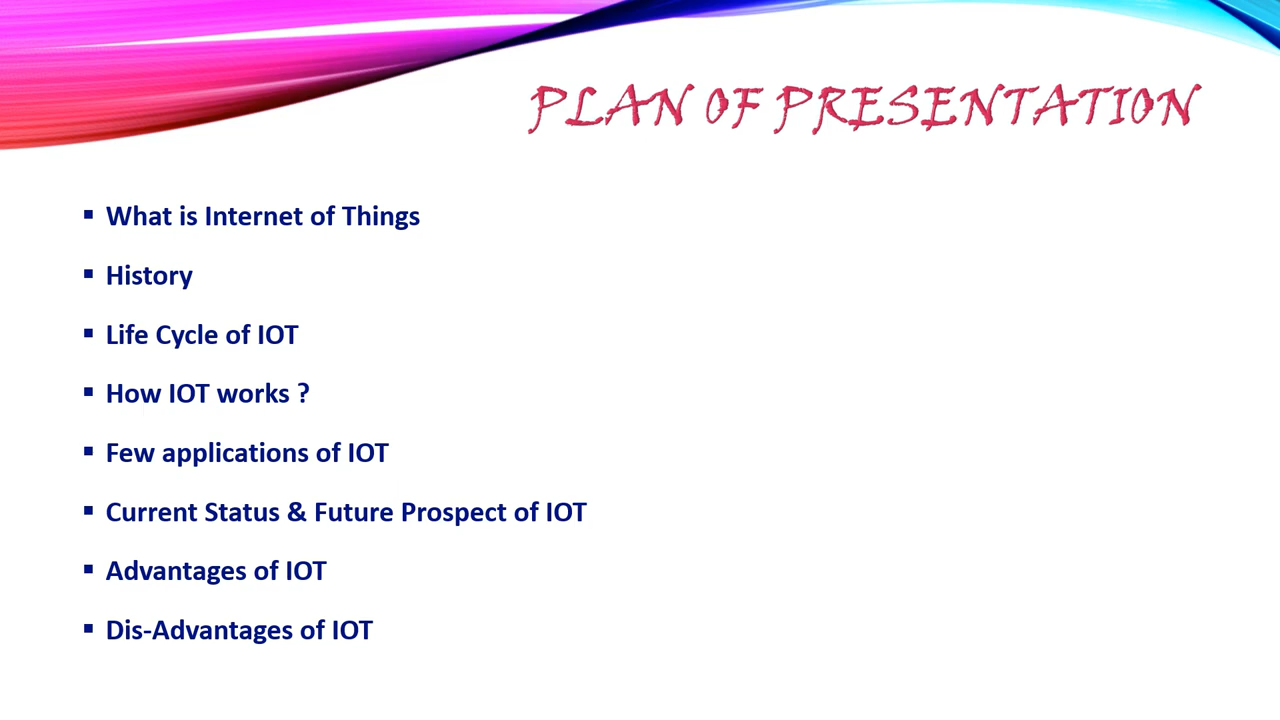 PLAN OF PRESENTATION
▪ What is Internet of Things
▪ History
▪ Life Cycle of IOT
▪ How IOT works ?
▪ Few applications of IOT
▪ Current Status & Future Prospect of IOT
▪ Advantages of IOT
▪ Dis-Advantages of IOT